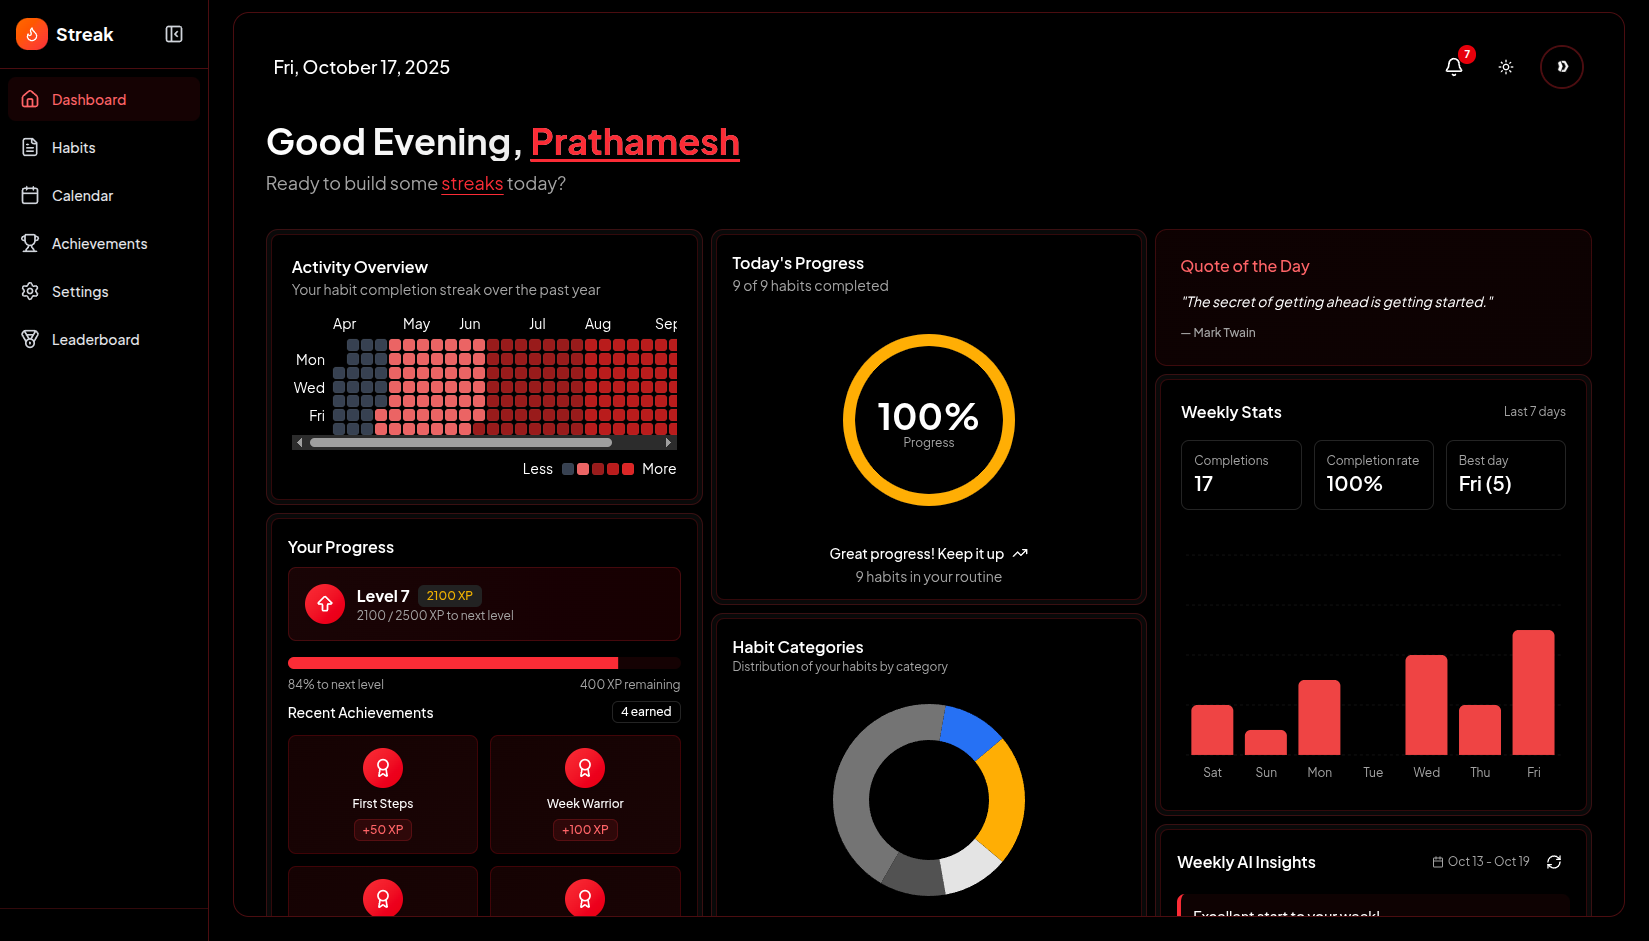 Streak
Dashboard
Habits
Calendar
Achievements
Settings
Leaderboard
Fri, October 17, 2025
7
Good Evening, Prathamesh
Ready to build some streaks today?
Activity Overview
Your habit completion streak over the past year
Apr May Jun Jul Aug Sep
Mon
Wed
Fri
Less More
Your Progress
Level 7 2100 XP
2100 / 2500 XP to next level
84% to next level 400 XP remaining
Recent Achievements 4 earned
First Steps
+50 XP
Week Warrior
+100 XP
Today's Progress
9 of 9 habits completed
100%
Progress
Great progress! Keep it up
9 habits in your routine
Habit Categories
Distribution of your habits by category
Quote of the Day
"The secret of getting ahead is getting started."
— Mark Twain
Weekly Stats Last 7 days
Completions
17
Completion rate
100%
Best day
Fri (5)
Sat Sun Mon Tue Wed Thu Fri
Weekly AI Insights Oct 13 - Oct 19
Excellent start to your week!